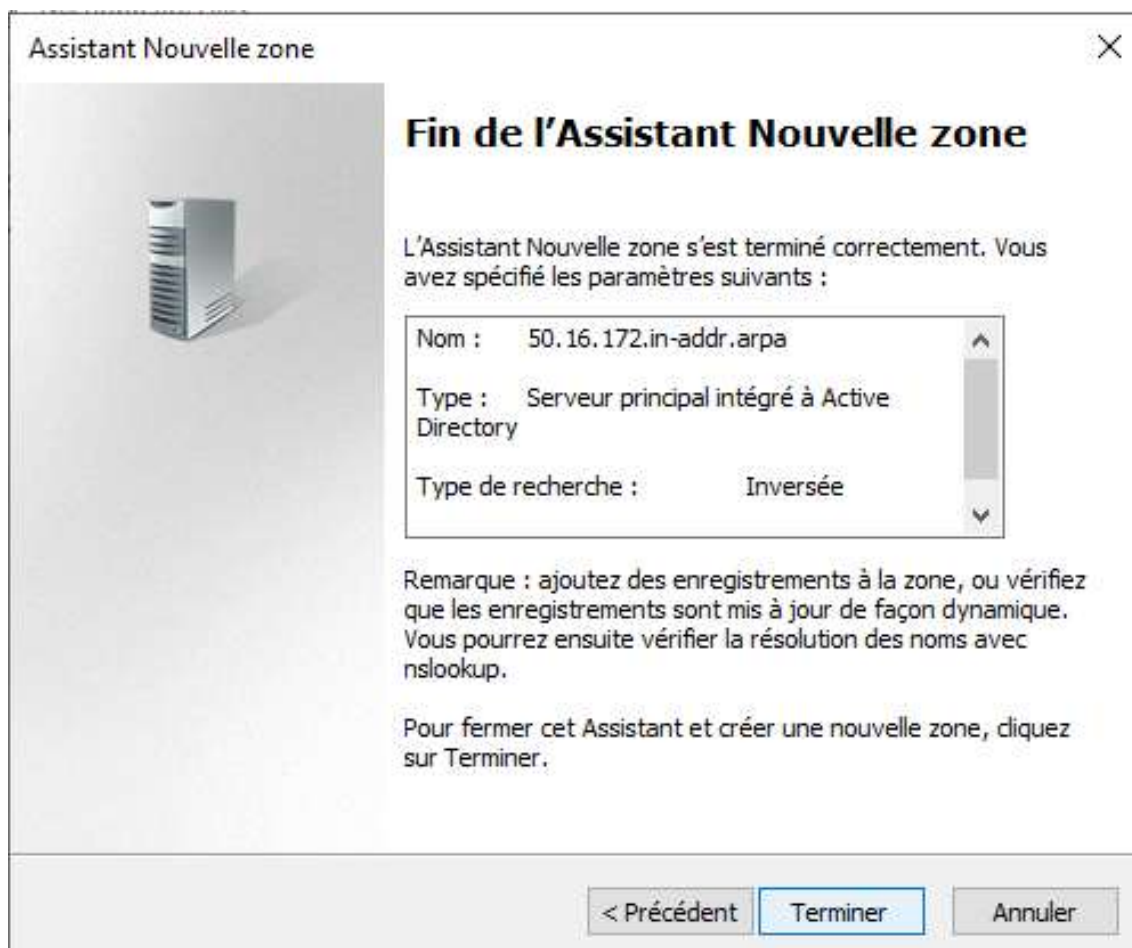 Assistant Nouvelle zone
Fin de l'Assistant Nouvelle zone
L'Assistant Nouvelle zone s'est terminé correctement. Vous
avez spécifié les paramètres suivants :
Nom : 50.16.172.in-addr.arpa
Type : Serveur principal intégré à Active
Directory
Type de recherche : Inversée
Remarque : ajoutez des enregistrements à la zone, ou vérifiez
que les enregistrements sont mis à jour de façon dynamique.
Vous pourrez ensuite vérifier la résolution des noms avec
nslookup.
Pour fermer cet Assistant et créer une nouvelle zone, cliquez
sur Terminer.
< Précédent Terminer Annuler